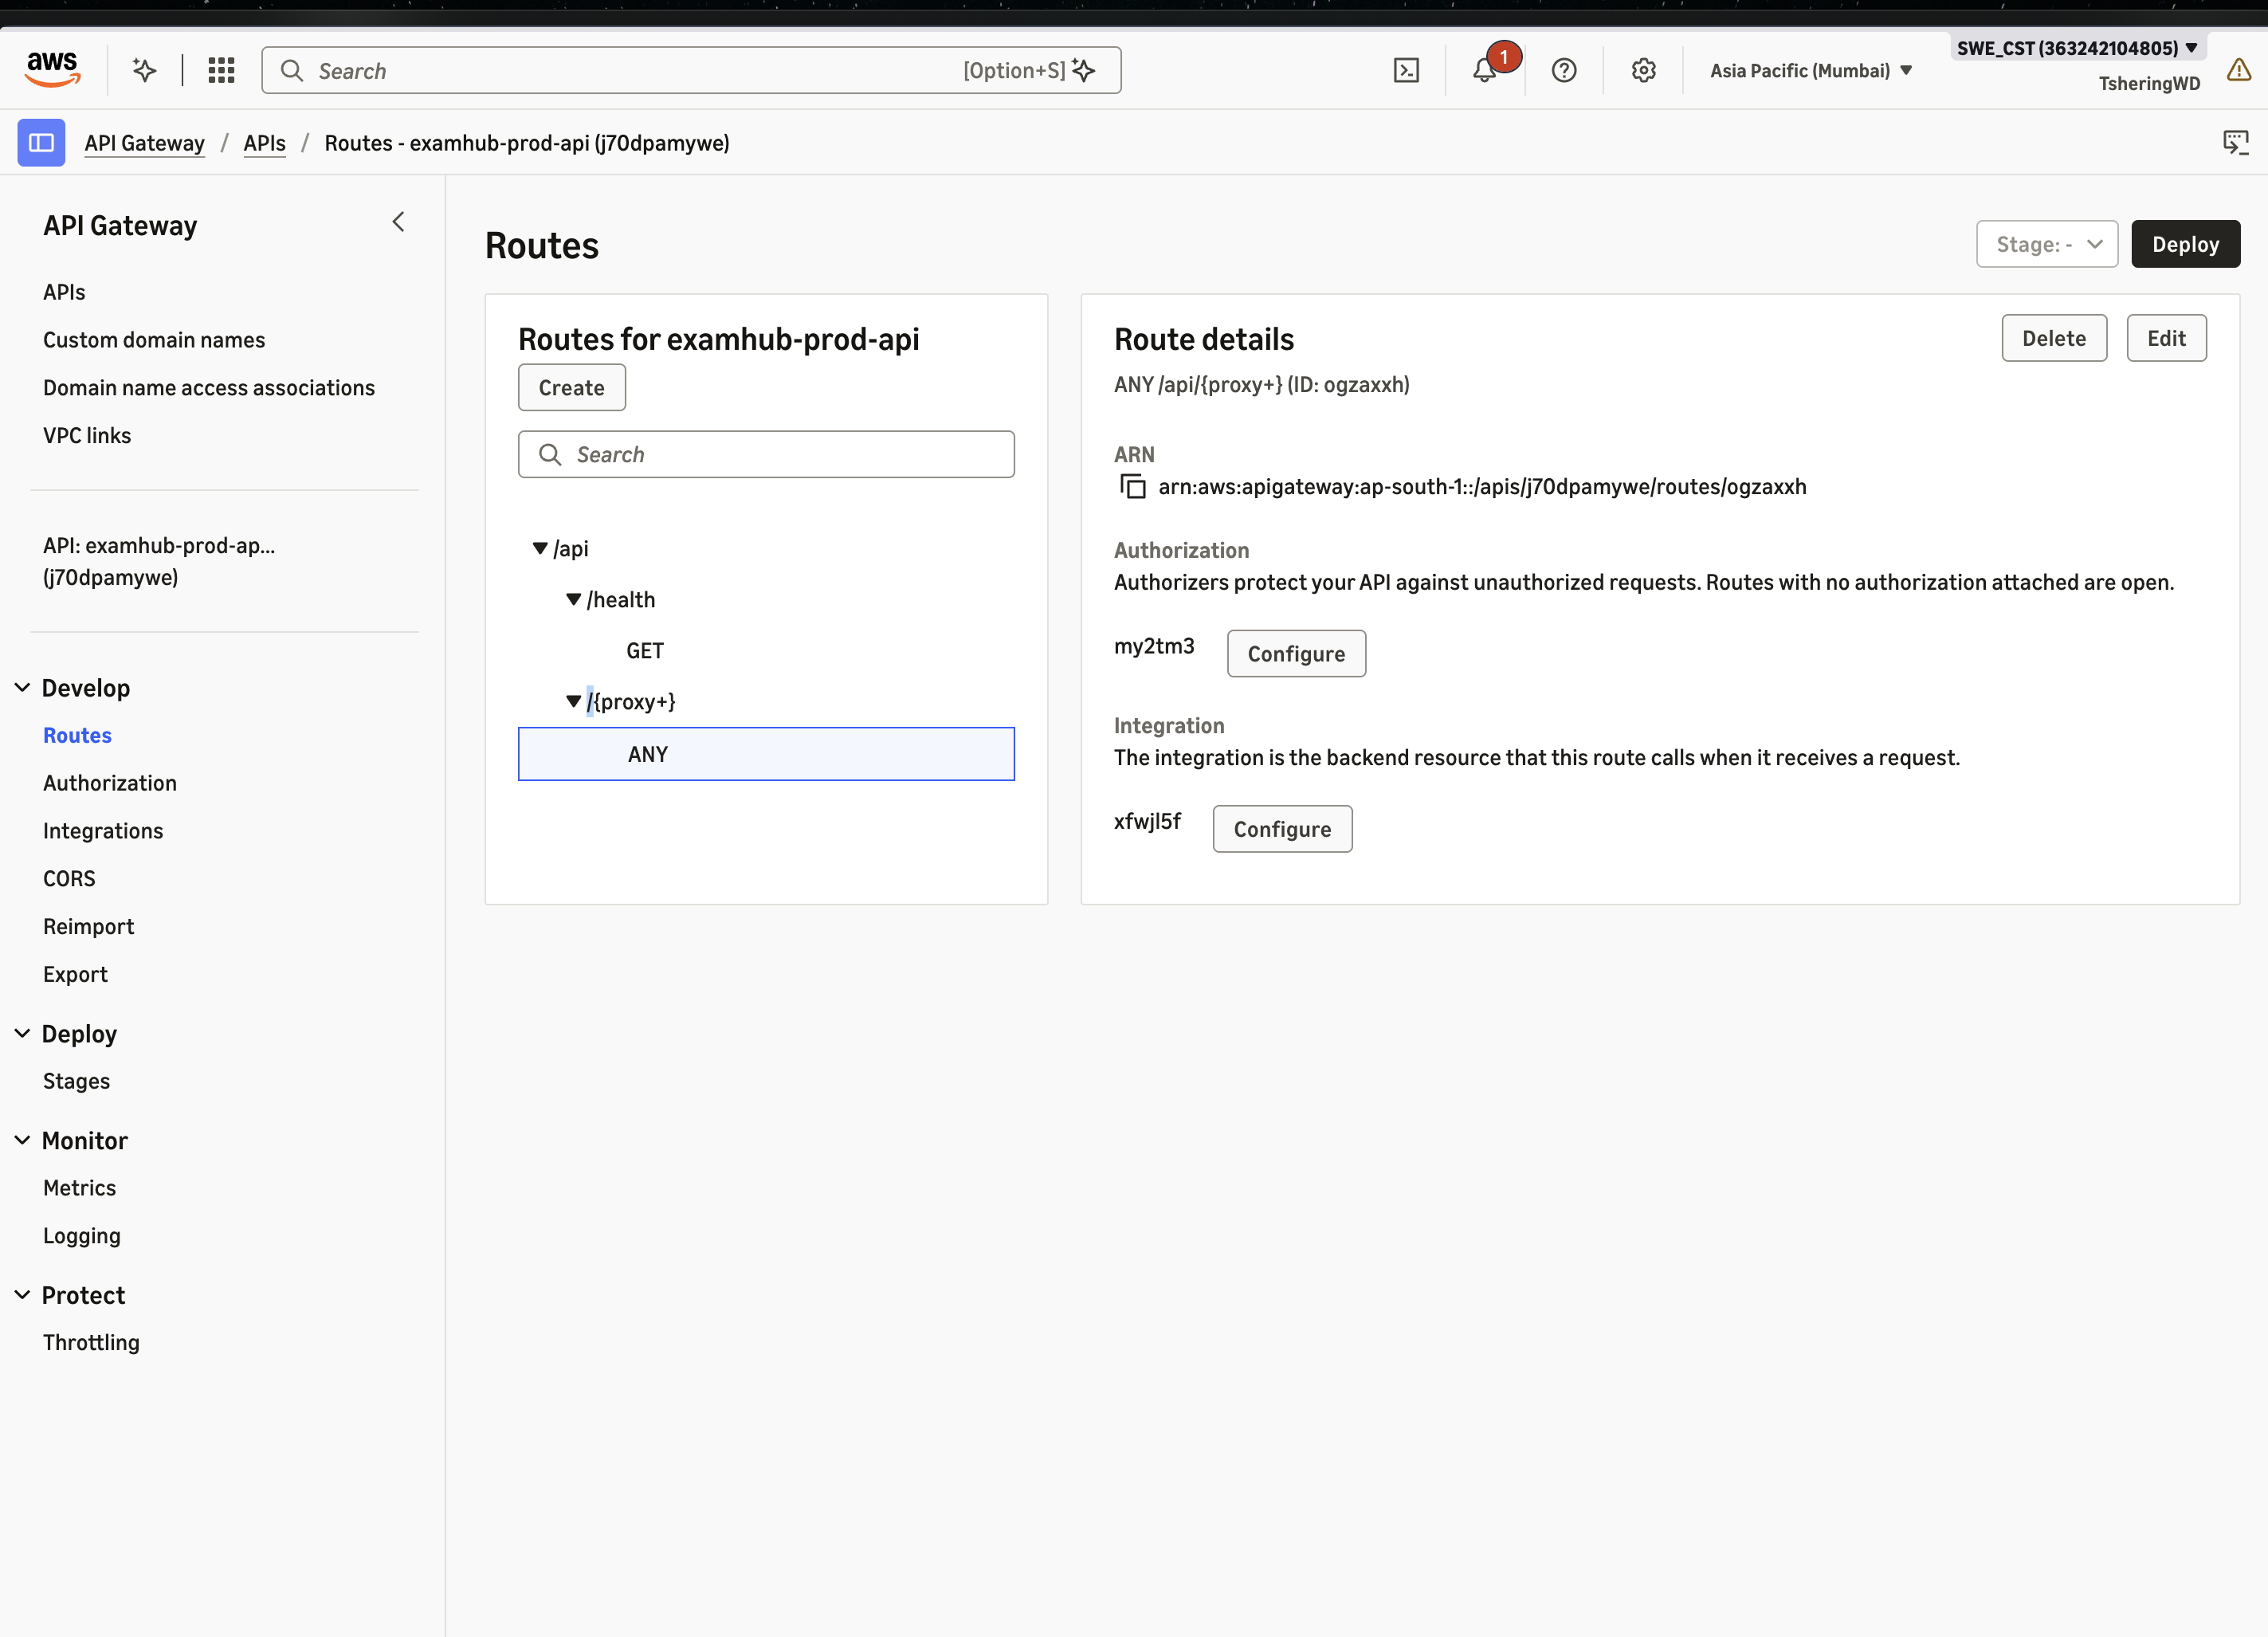 aws
Search
[Option+S]
1
Asia Pacific (Mumbai)
SWE_CST (363242104805)
TsheringWD
API Gateway / APIs / Routes - examhub-prod-api (j70dpamywe)
API Gateway
APIs
Custom domain names
Domain name access associations
VPC links
API: examhub-prod-ap...
(j70dpamywe)
Develop
Routes
Authorization
Integrations
CORS
Reimport
Export
Deploy
Stages
Monitor
Metrics
Logging
Protect
Throttling
Routes
Stage: -
Deploy
Routes for examhub-prod-api
Create
Search
/api
/health
GET
/{proxy+}
ANY
Route details
Delete
Edit
ANY /api/{proxy+} (ID: ogzaxxh)
ARN
arn:aws:apigateway:ap-south-1::/apis/j70dpamywe/routes/ogzaxxh
Authorization
Authorizers protect your API against unauthorized requests. Routes with no authorization attached are open.
my2tm3
Configure
Integration
The integration is the backend resource that this route calls when it receives a request.
xfwjl5f
Configure